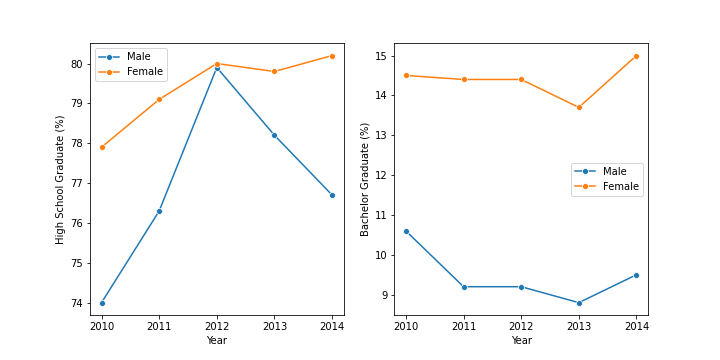 Male
Female
80
79
78
77
76
75
74
High School Graduate (%)
2010 2011 2012 2013 2014
Year
15
14
13
12
11
10
9
Bachelor Graduate (%)
Male
Female
2010 2011 2012 2013 2014
Year